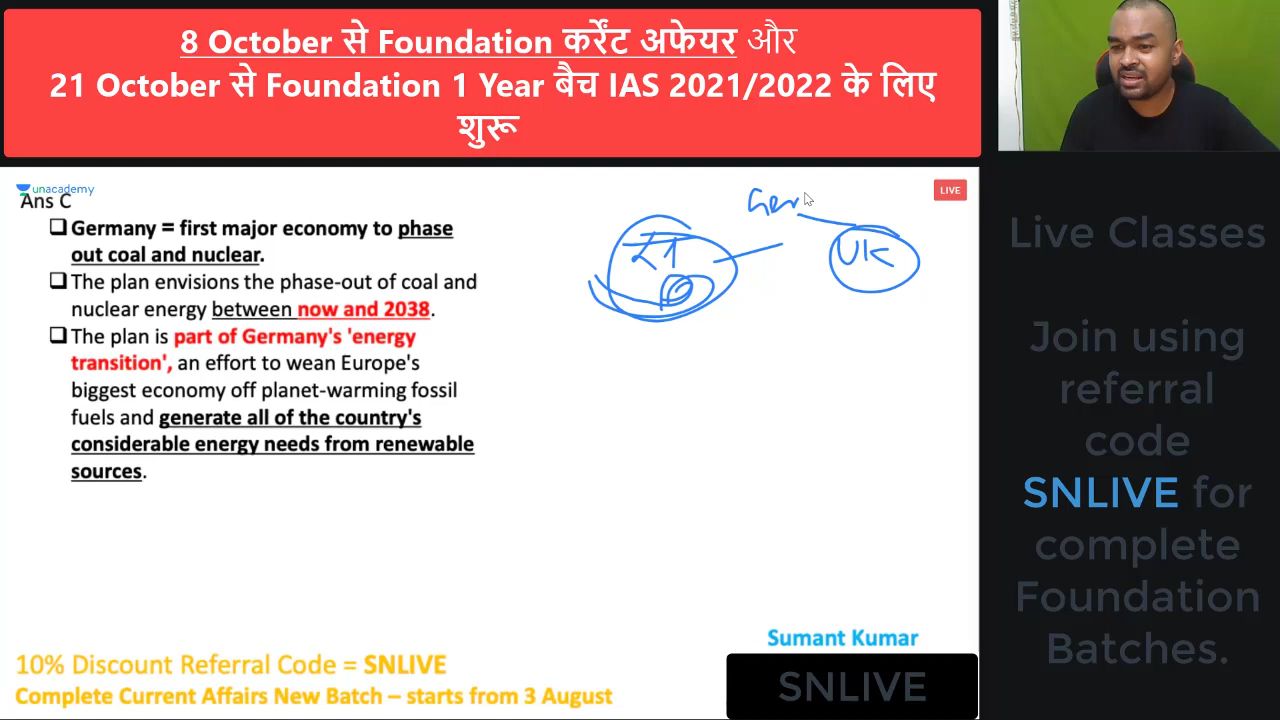 8 October से Foundation करेंट अफेयर और
21 October से Foundation 1 Year बैच IAS 2021/2022 के लिए
शुरू
unacademy
LIVE
Ans C
Germany = first major economy to phase
out coal and nuclear.
The plan envisions the phase-out of coal and
nuclear energy between now and 2038.
The plan is part of Germany's 'energy
transition', an effort to wean Europe's
biggest economy off planet-warming fossil
fuels and generate all of the country's
considerable energy needs from renewable
sources.
Ger
UK
Sumant Kumar
10% Discount Referral Code = SNLIVE
Complete Current Affairs New Batch – starts from 3 August
SNLIVE
Live Classes
Join using
referral
code
SNLIVE for
complete
Foundation
Batches.